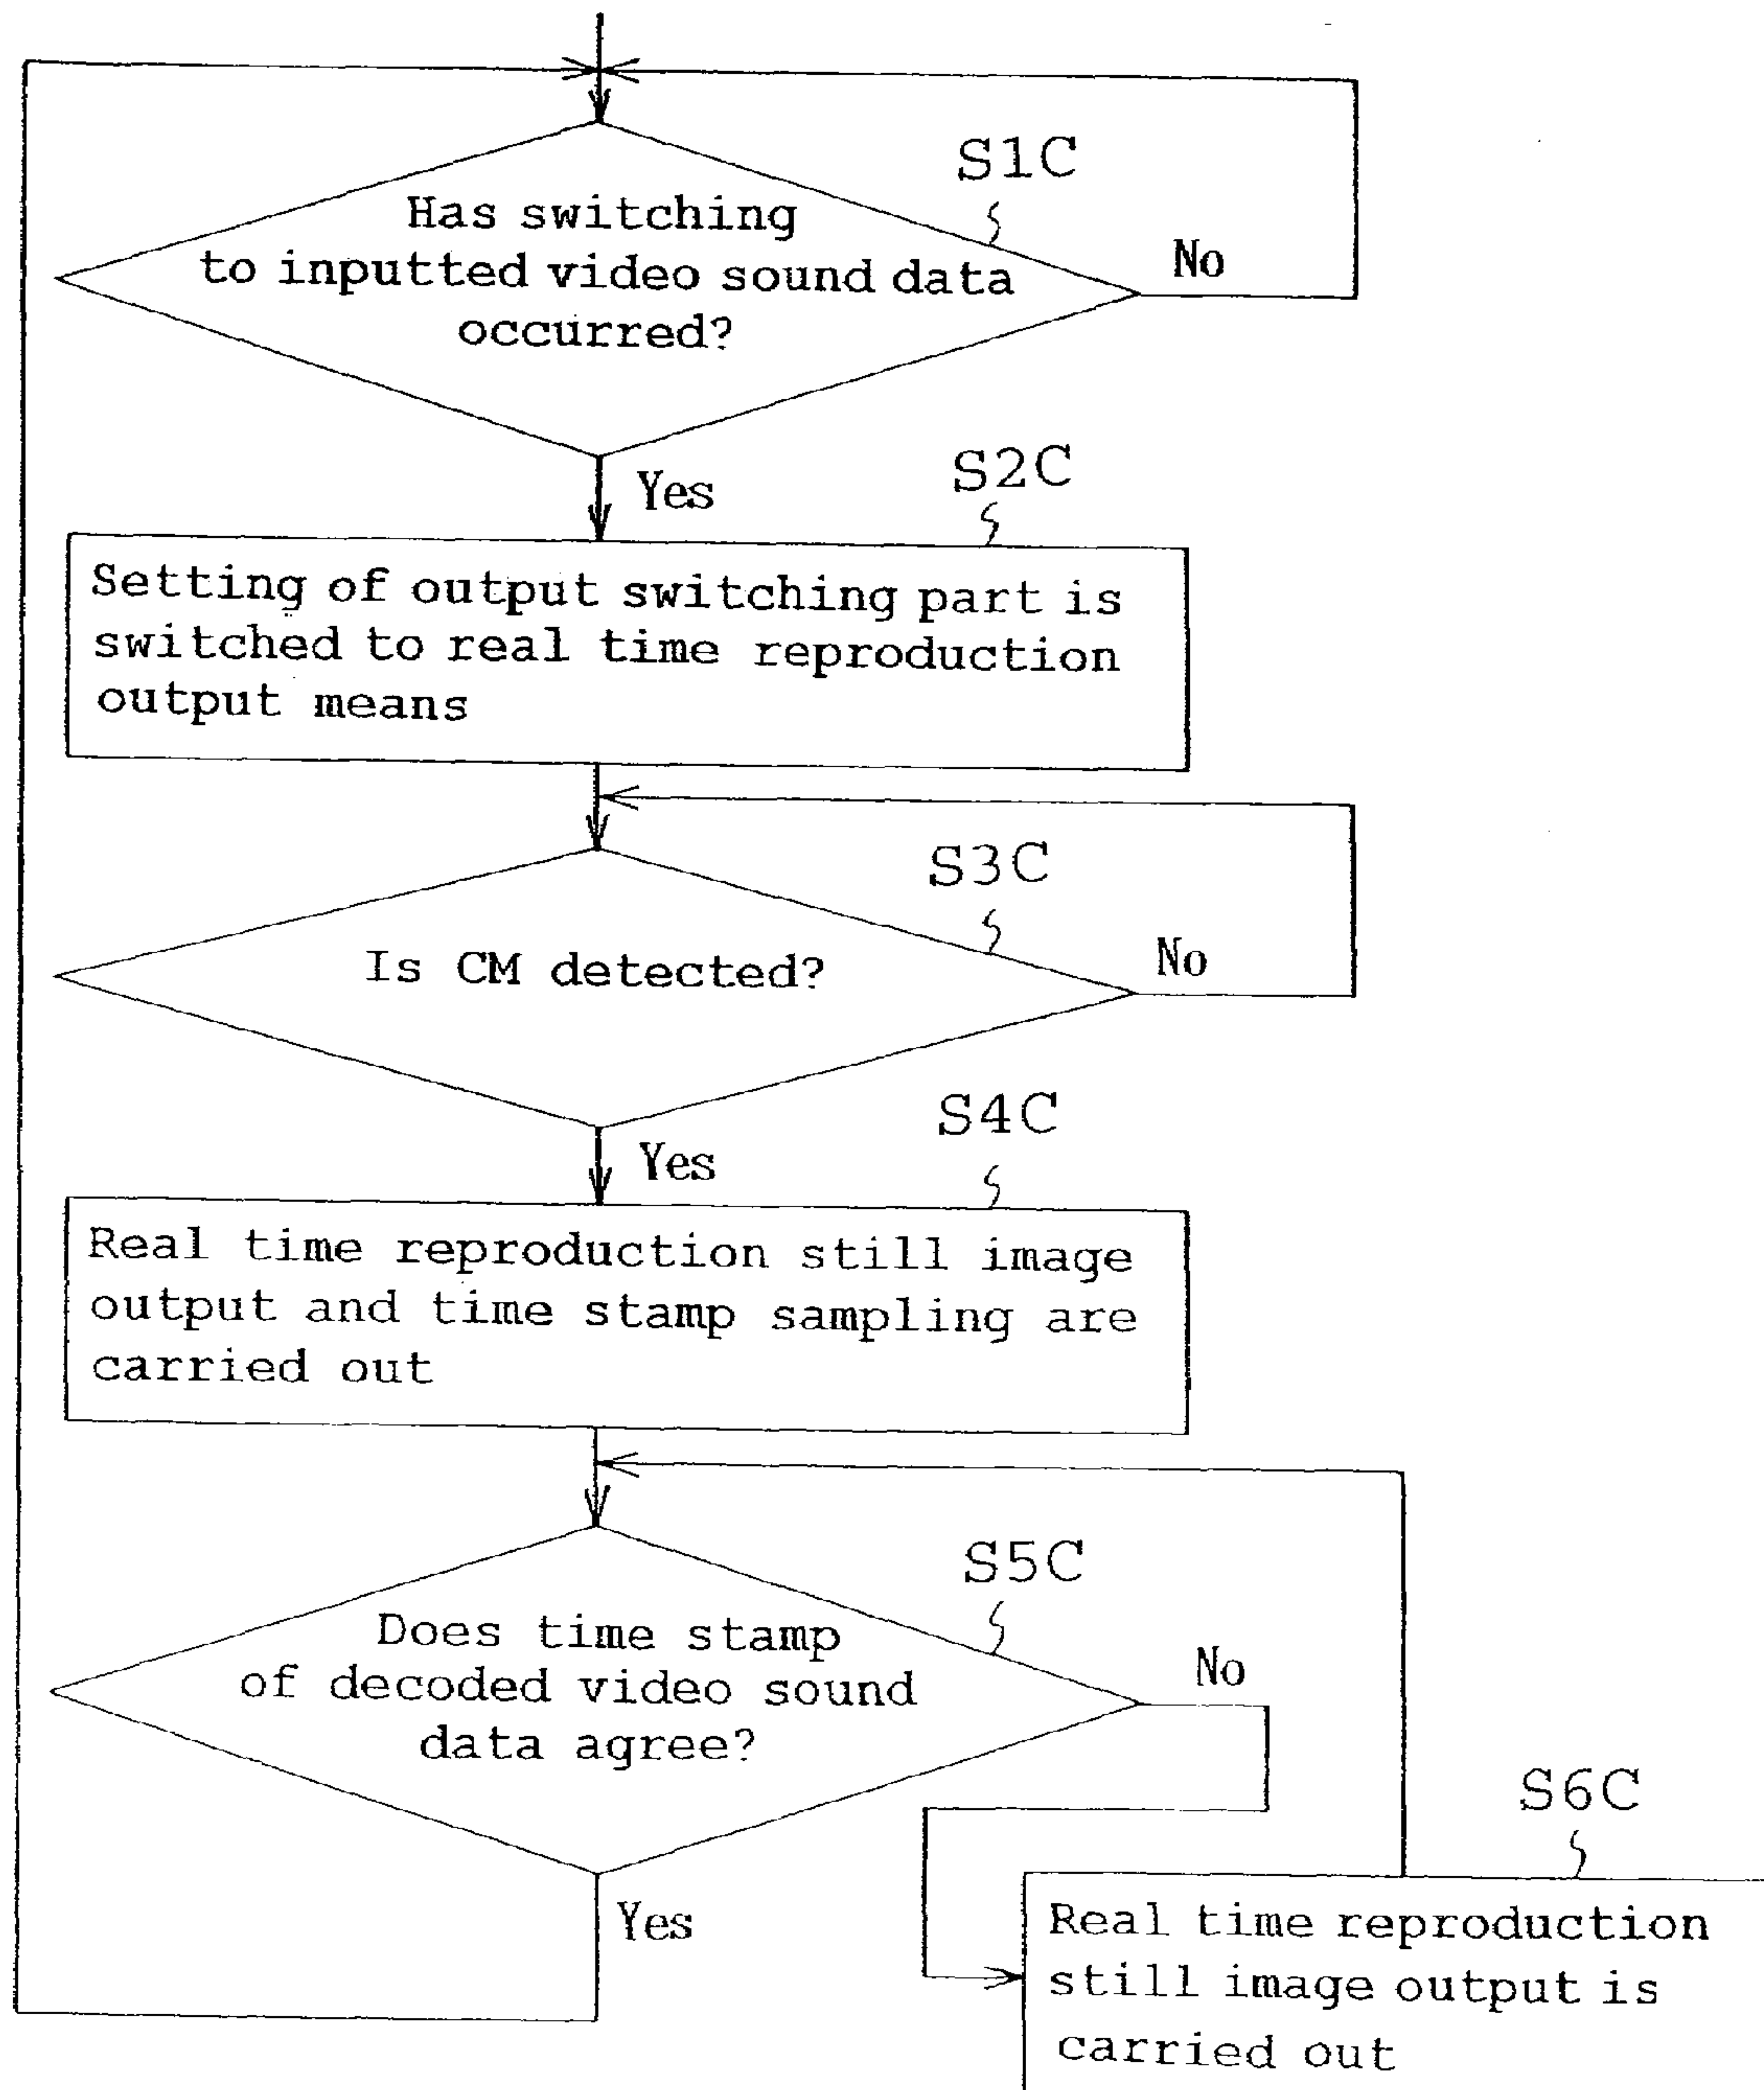 S1C
Has switching
to inputted video sound data
occurred?
No
Yes
S2C
Setting of output switching part is
switched to real time reproduction
output means
S3C
Is CM detected?
No
Yes
S4C
Real time reproduction still image
output and time stamp sampling are
carried out
S5C
Does time stamp
of decoded video sound
data agree?
No
Yes
S6C
Real time reproduction
still image output is
carried out